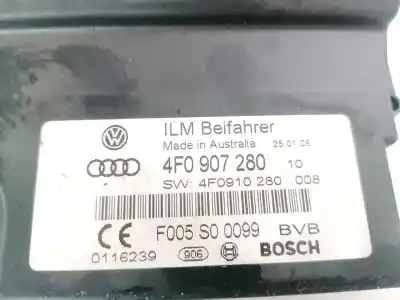 ILM Beifahrer
Made in Australia 25.01.06
4F0 907 280 10
SW: 4F0910 280 008
F005 S0 0099 BVB
0116239 906 BOSCH